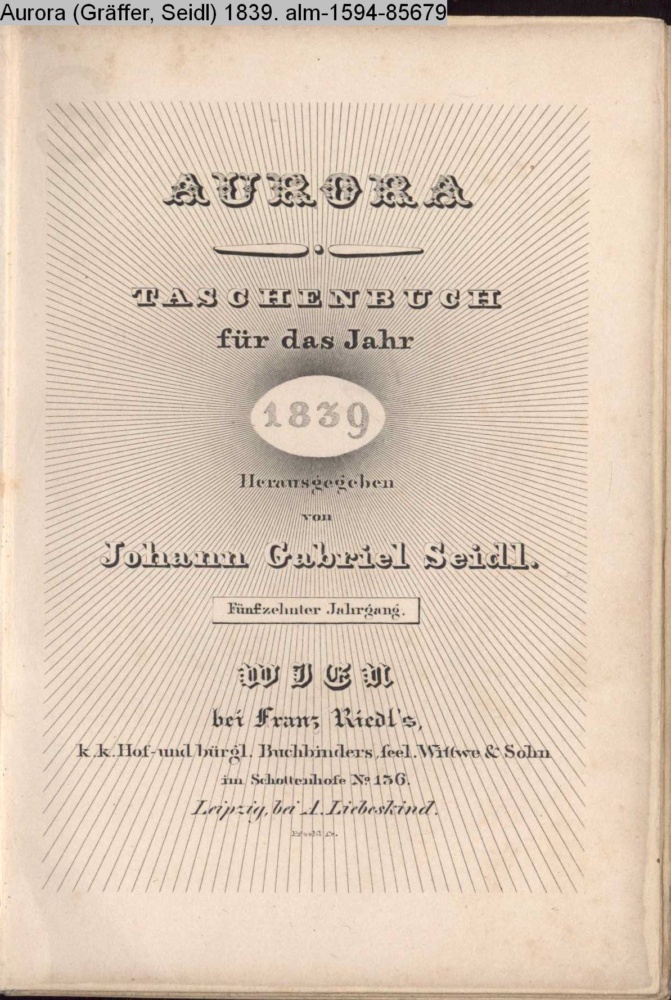 Aurora (Gräffer, Seidl) 1839. alm-1594-85679
AURORA
TASCHENBUCH
für das Jahr
1839
Herausgegeben
von
Johann Gabriel Seidl.
Fünfzehnter Jahrgang.
WIEN
bei Franz Riedl's,
k.k. Hof- und bürgl. Buchbinders, seel. Wittwe & Sohn
im Schottenhofe No 136.
Leipzig, bei A. Liebeskind.